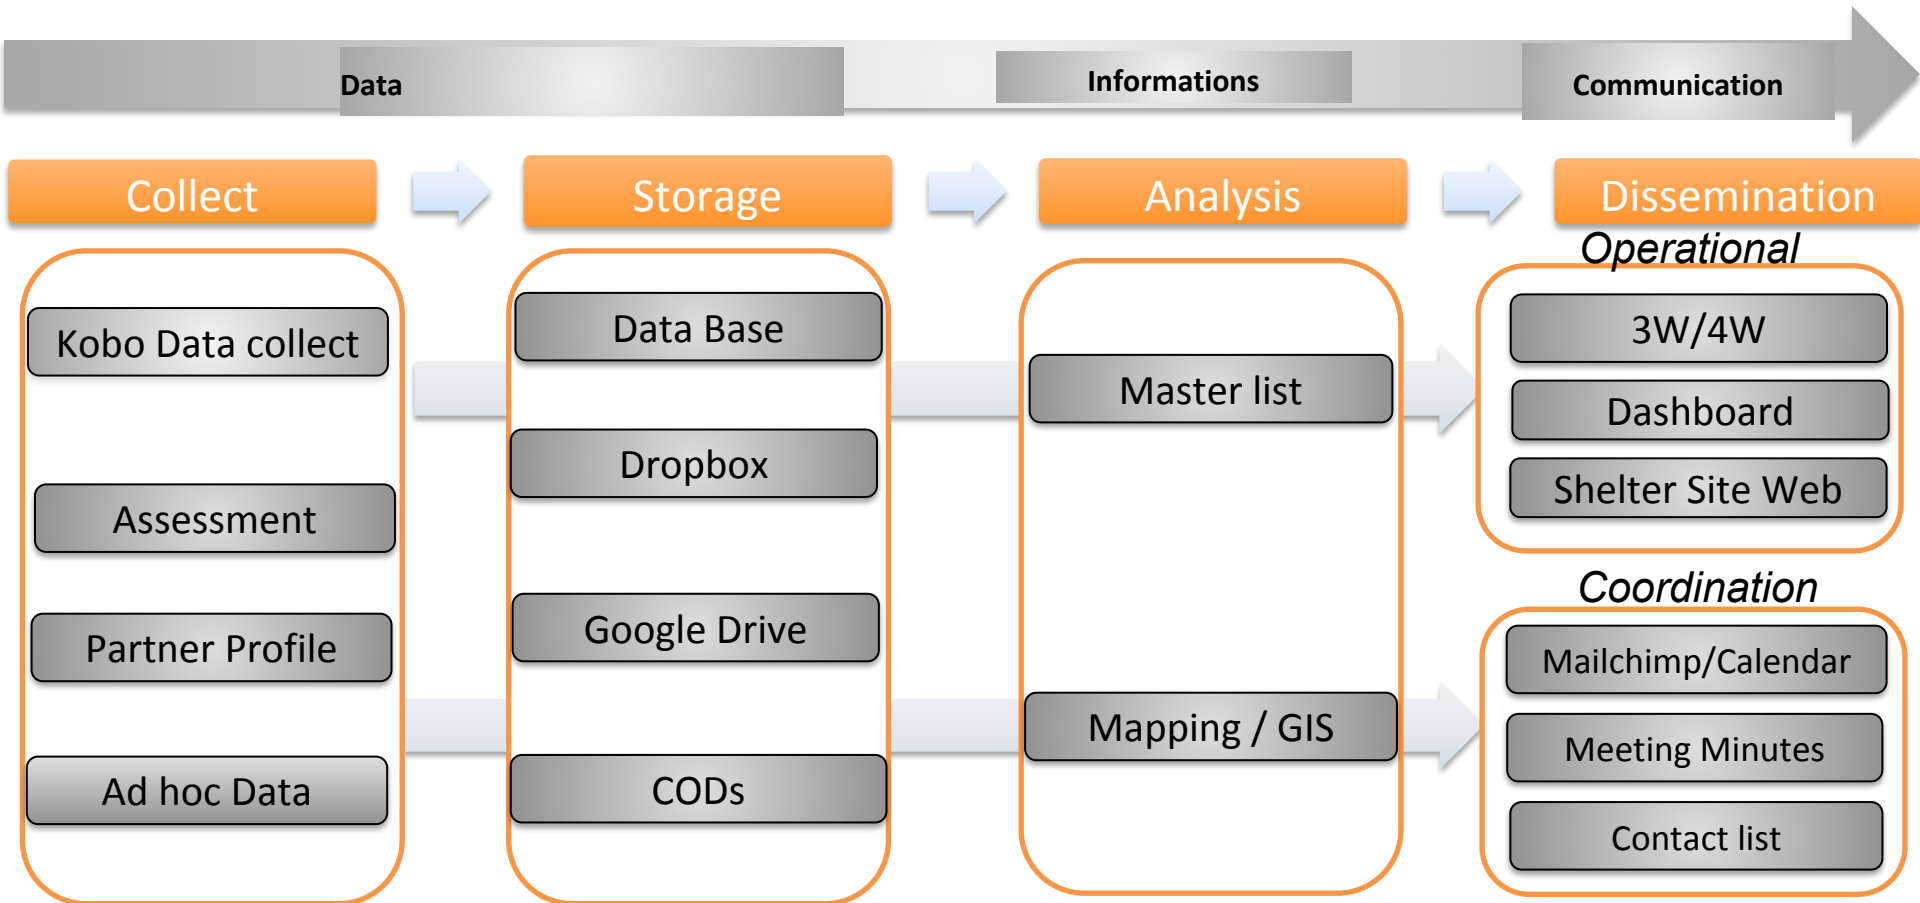 Data
Informations
Communication
Collect
Storage
Analysis
Dissemination
Kobo Data collect
Assessment
Partner Profile
Ad hoc Data
Data Base
Dropbox
Google Drive
CODs
Master list
Mapping / GIS
Operational
3W/4W
Dashboard
Shelter Site Web
Coordination
Mailchimp/Calendar
Meeting Minutes
Contact list